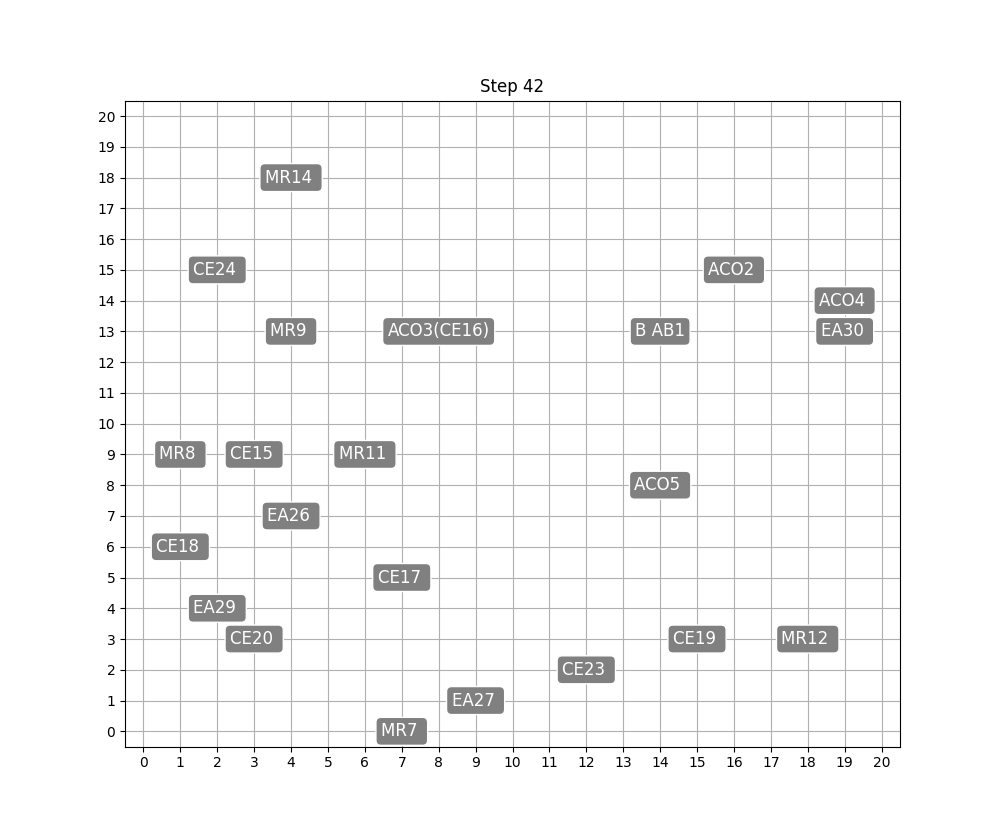 Step 42
20
19
18
17
16
15
14
13
12
11
10
9
8
7
6
5
4
3
2
1
0
MR14
CE24
ACO2
ACO4
MR9
ACO3(CE16)
B AB1
EA30
MR8
CE15
MR11
ACO5
EA26
CE18
CE17
EA29
CE20
CE19
MR12
CE23
EA27
MR7
0 1 2 3 4 5 6 7 8 9 10 11 12 13 14 15 16 17 18 19 20